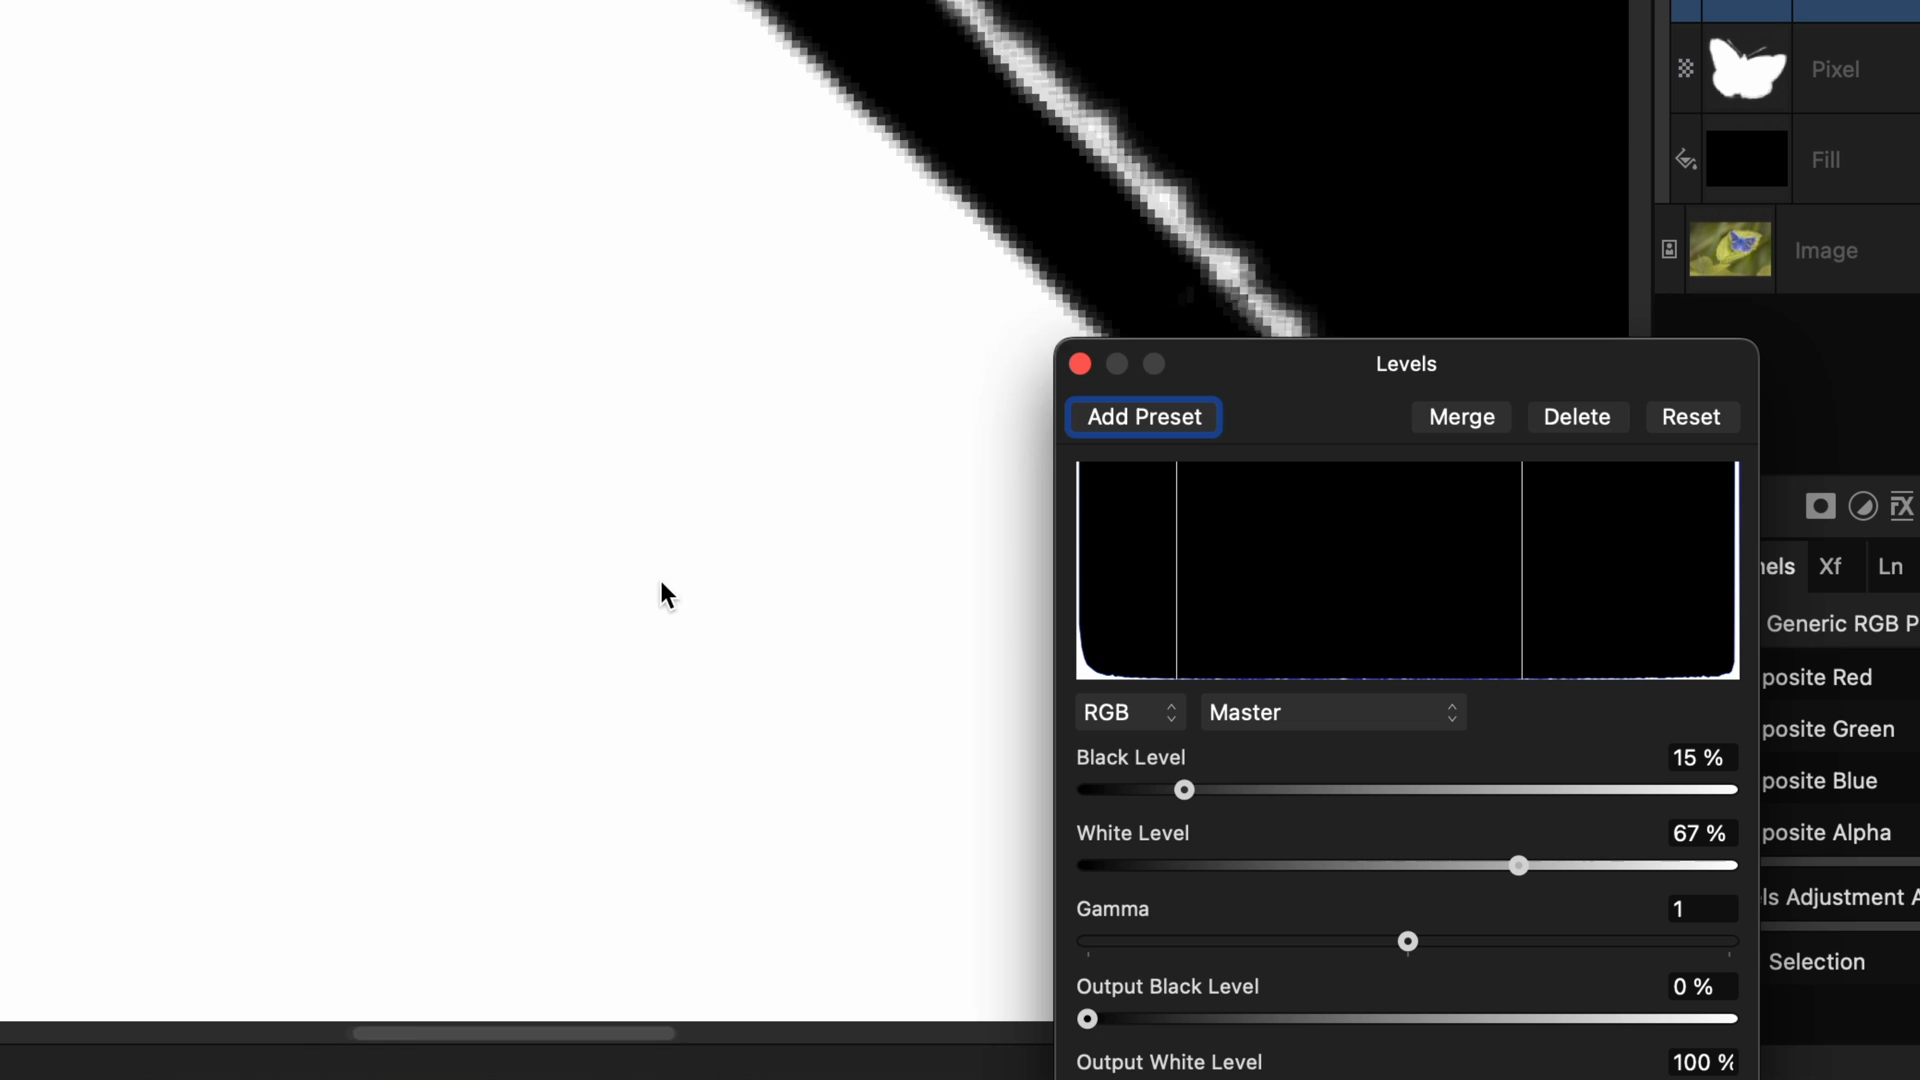 Pixel
Fill
Image
Levels
Add Preset
Merge
Delete
Reset
nels
Xf
Ln
Generic RGB P
RGB
Master
posite Red
posite Green
Black Level
15 %
posite Blue
White Level
67 %
posite Alpha
Gamma
1
ls Adjustment A
Selection
Output Black Level
0 %
Output White Level
100 %